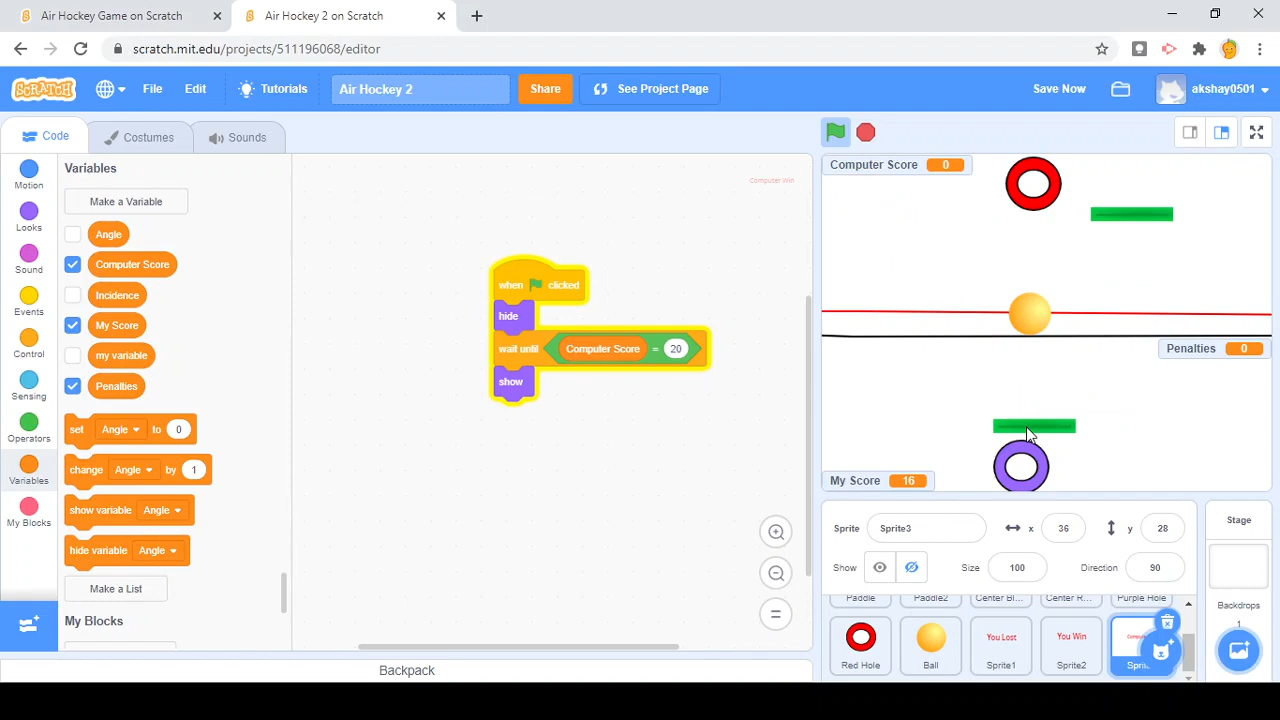 Air Hockey Game on Scratch
Air Hockey 2 on Scratch
scratch.mit.edu/projects/511196068/editor
SCRATCH
File
Edit
Tutorials
Air Hockey 2
Share
See Project Page
Save Now
akshay0501
Code
Costumes
Sounds
Motion
Looks
Sound
Events
Control
Sensing
Operators
Variables
My Blocks
Variables
Make a Variable
Angle
Computer Score
Incidence
My Score
my variable
Penalties
set Angle to 0
change Angle by 1
show variable Angle
hide variable Angle
Make a List
My Blocks
Computer Win
when clicked
hide
wait until Computer Score = 20
show
Backpack
Computer Score 0
Penalties 0
My Score 16
Sprite Sprite3 x 36 y 28
Show Size 100 Direction 90
Stage
Backdrops
1
Paddle
Paddle2
Center Bl...
Center R...
Purple Hole
Red Hole
Ball
You Lost
Sprite1
You Win
Sprite2